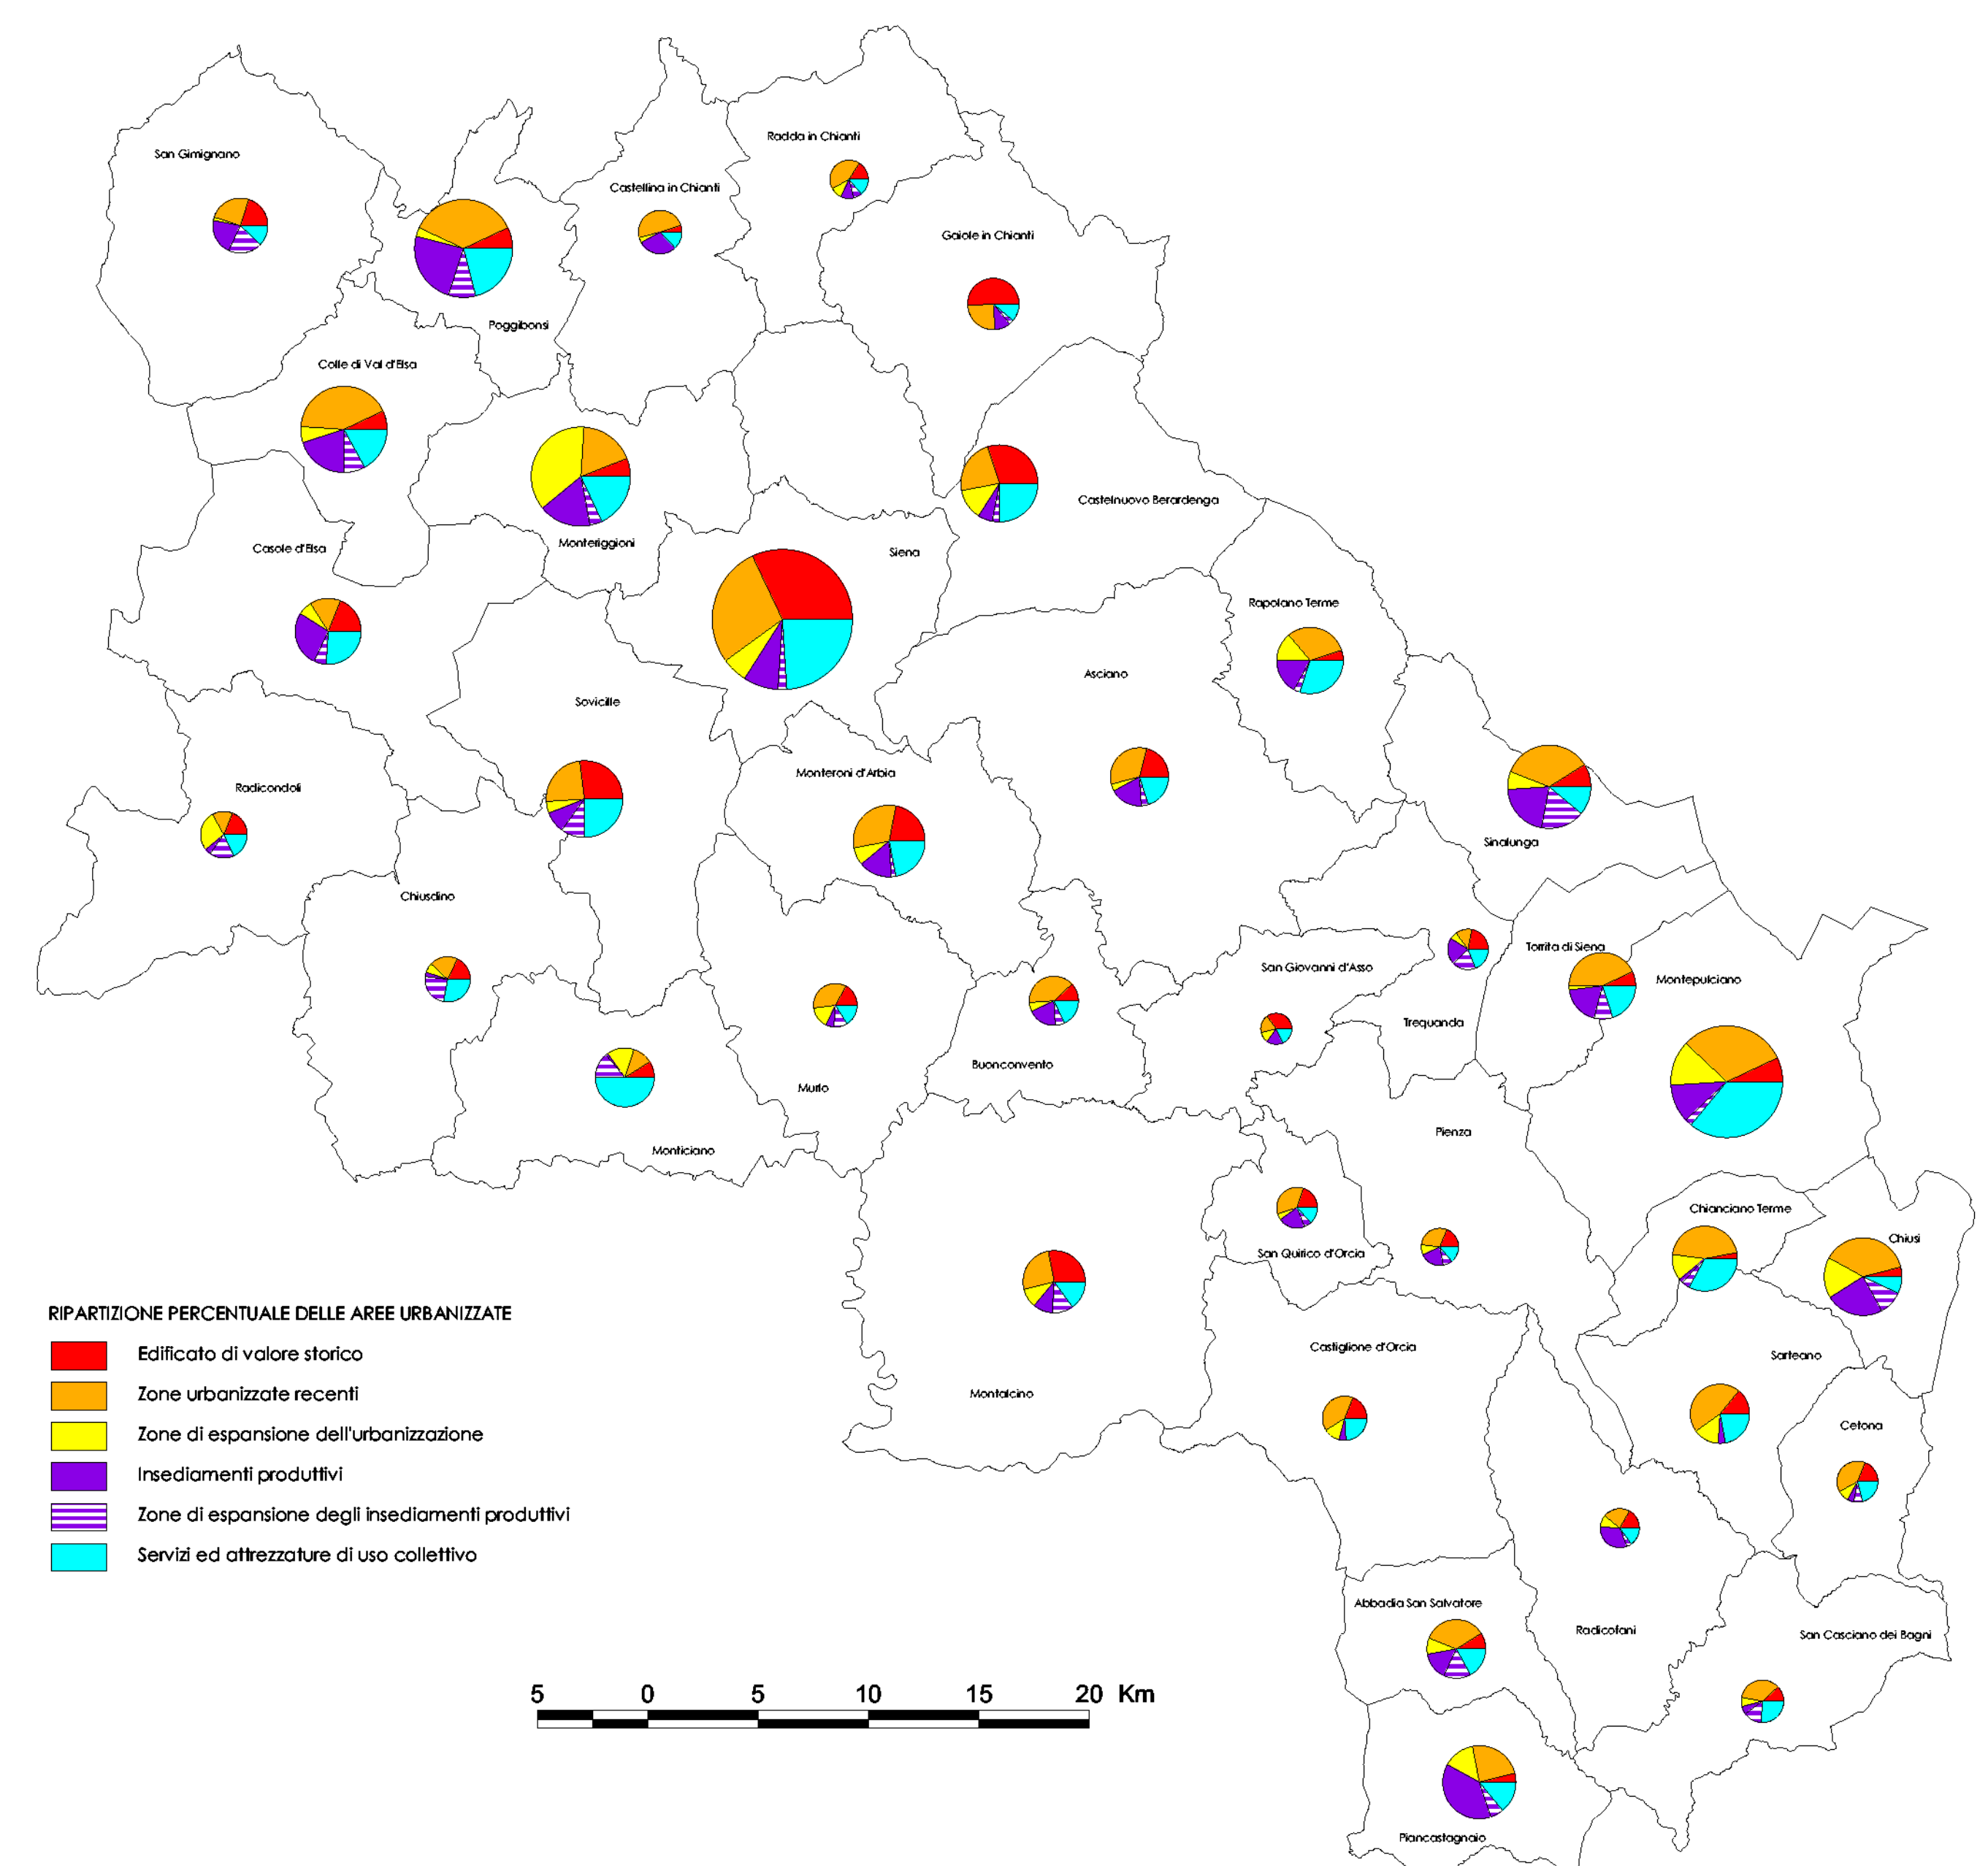 Radda in Chianti
San Gimignano
Castellina in Chianti
Gaiole in Chianti
Poggibonsi
Colle di Val d'Elsa
Castelnuovo Berardenga
Monteriggioni
Casole d'Elsa
Siena
Rapolano Terme
Asciano
Sovicille
Monteroni d'Arbia
Radicondoli
Sinalunga
Chiusdino
Torrita di Siena
San Giovanni d'Asso
Montepulciano
Trequanda
Buonconvento
Murlo
Pienza
Monticiano
Chianciano Terme
Chiusi
San Quirico d'Orcia
RIPARTIZIONE PERCENTUALE DELLE AREE URBANIZZATE
Edificato di valore storico
Zone urbanizzate recenti
Zone di espansione dell'urbanizzazione
Insediamenti produttivi
Zone di espansione degli insediamenti produttivi
Servizi ed attrezzature di uso collettivo
Castiglione d'Orcia
Sarteano
Montalcino
Cetona
Abbadia San Salvatore
Radicofani
San Casciano dei Bagni
5 0 5 10 15 20 Km
Piancastagnaio